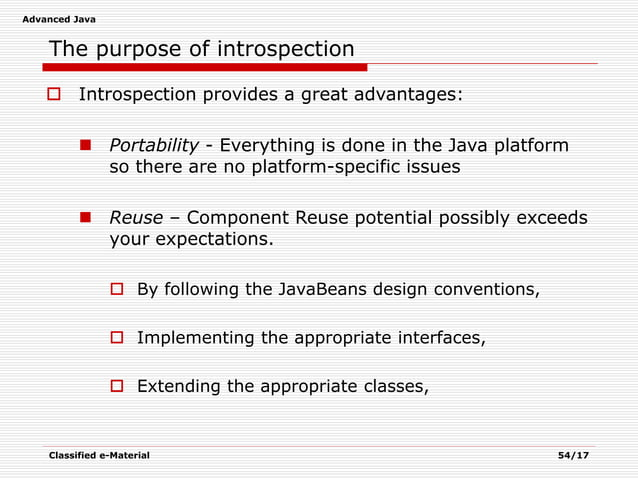 Advanced Java
The purpose of introspection
Introspection provides a great advantages:
Portability - Everything is done in the Java platform
so there are no platform-specific issues
Reuse – Component Reuse potential possibly exceeds
your expectations.
By following the JavaBeans design conventions,
Implementing the appropriate interfaces,
Extending the appropriate classes,
Classified e-Material
54/17